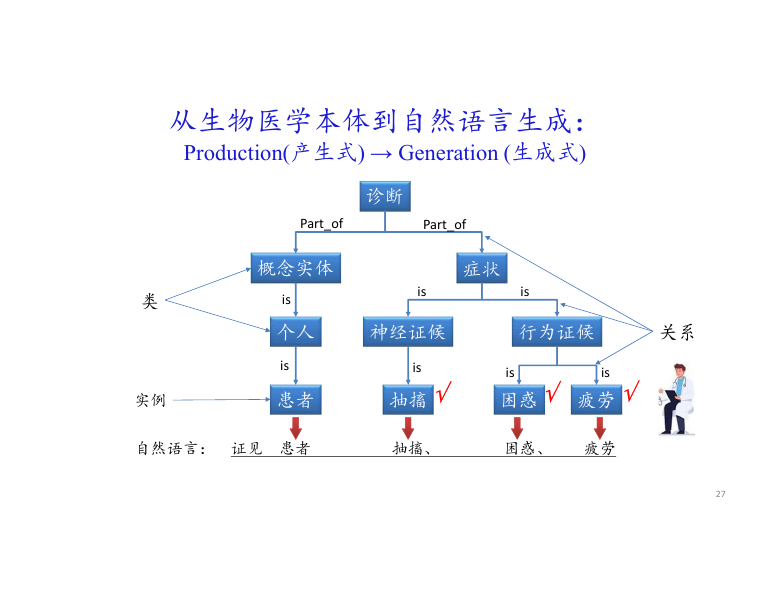 从生物医学本体到自然语言生成：
Production(产生式) → Generation (生成式)
诊断
Part_of Part_of
概念实体 症状
类 is is is
个人 神经证候 行为证候 关系
is is is is
实例 患者 抽搐 √ 困惑 √ 疲劳 √
自然语言： 证见 患者 抽搐、 困惑、 疲劳
27